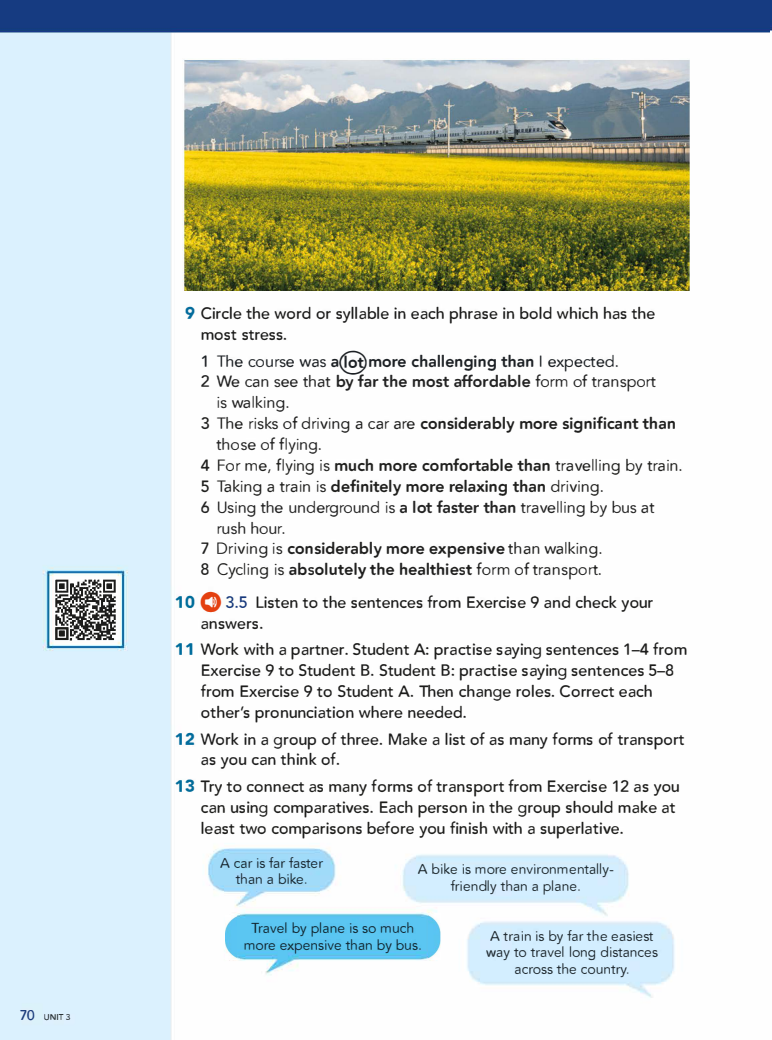 9 Circle the word or syllable in each phrase in bold which has the
most stress.
1 The course was a lot more challenging than I expected.
2 We can see that by far the most affordable form of transport
is walking.
3 The risks of driving a car are considerably more significant than
those of flying.
4 For me, flying is much more comfortable than travelling by train.
5 Taking a train is definitely more relaxing than driving.
6 Using the underground is a lot faster than travelling by bus at
rush hour.
7 Driving is considerably more expensive than walking.
8 Cycling is absolutely the healthiest form of transport.
10 3.5 Listen to the sentences from Exercise 9 and check your
answers.
11 Work with a partner. Student A: practise saying sentences 1–4 from
Exercise 9 to Student B. Student B: practise saying sentences 5–8
from Exercise 9 to Student A. Then change roles. Correct each
other's pronunciation where needed.
12 Work in a group of three. Make a list of as many forms of transport
as you can think of.
13 Try to connect as many forms of transport from Exercise 12 as you
can using comparatives. Each person in the group should make at
least two comparisons before you finish with a superlative.
A car is far faster
than a bike.
A bike is more environmentally-
friendly than a plane.
Travel by plane is so much
more expensive than by bus.
A train is by far the easiest
way to travel long distances
across the country.
70 UNIT 3